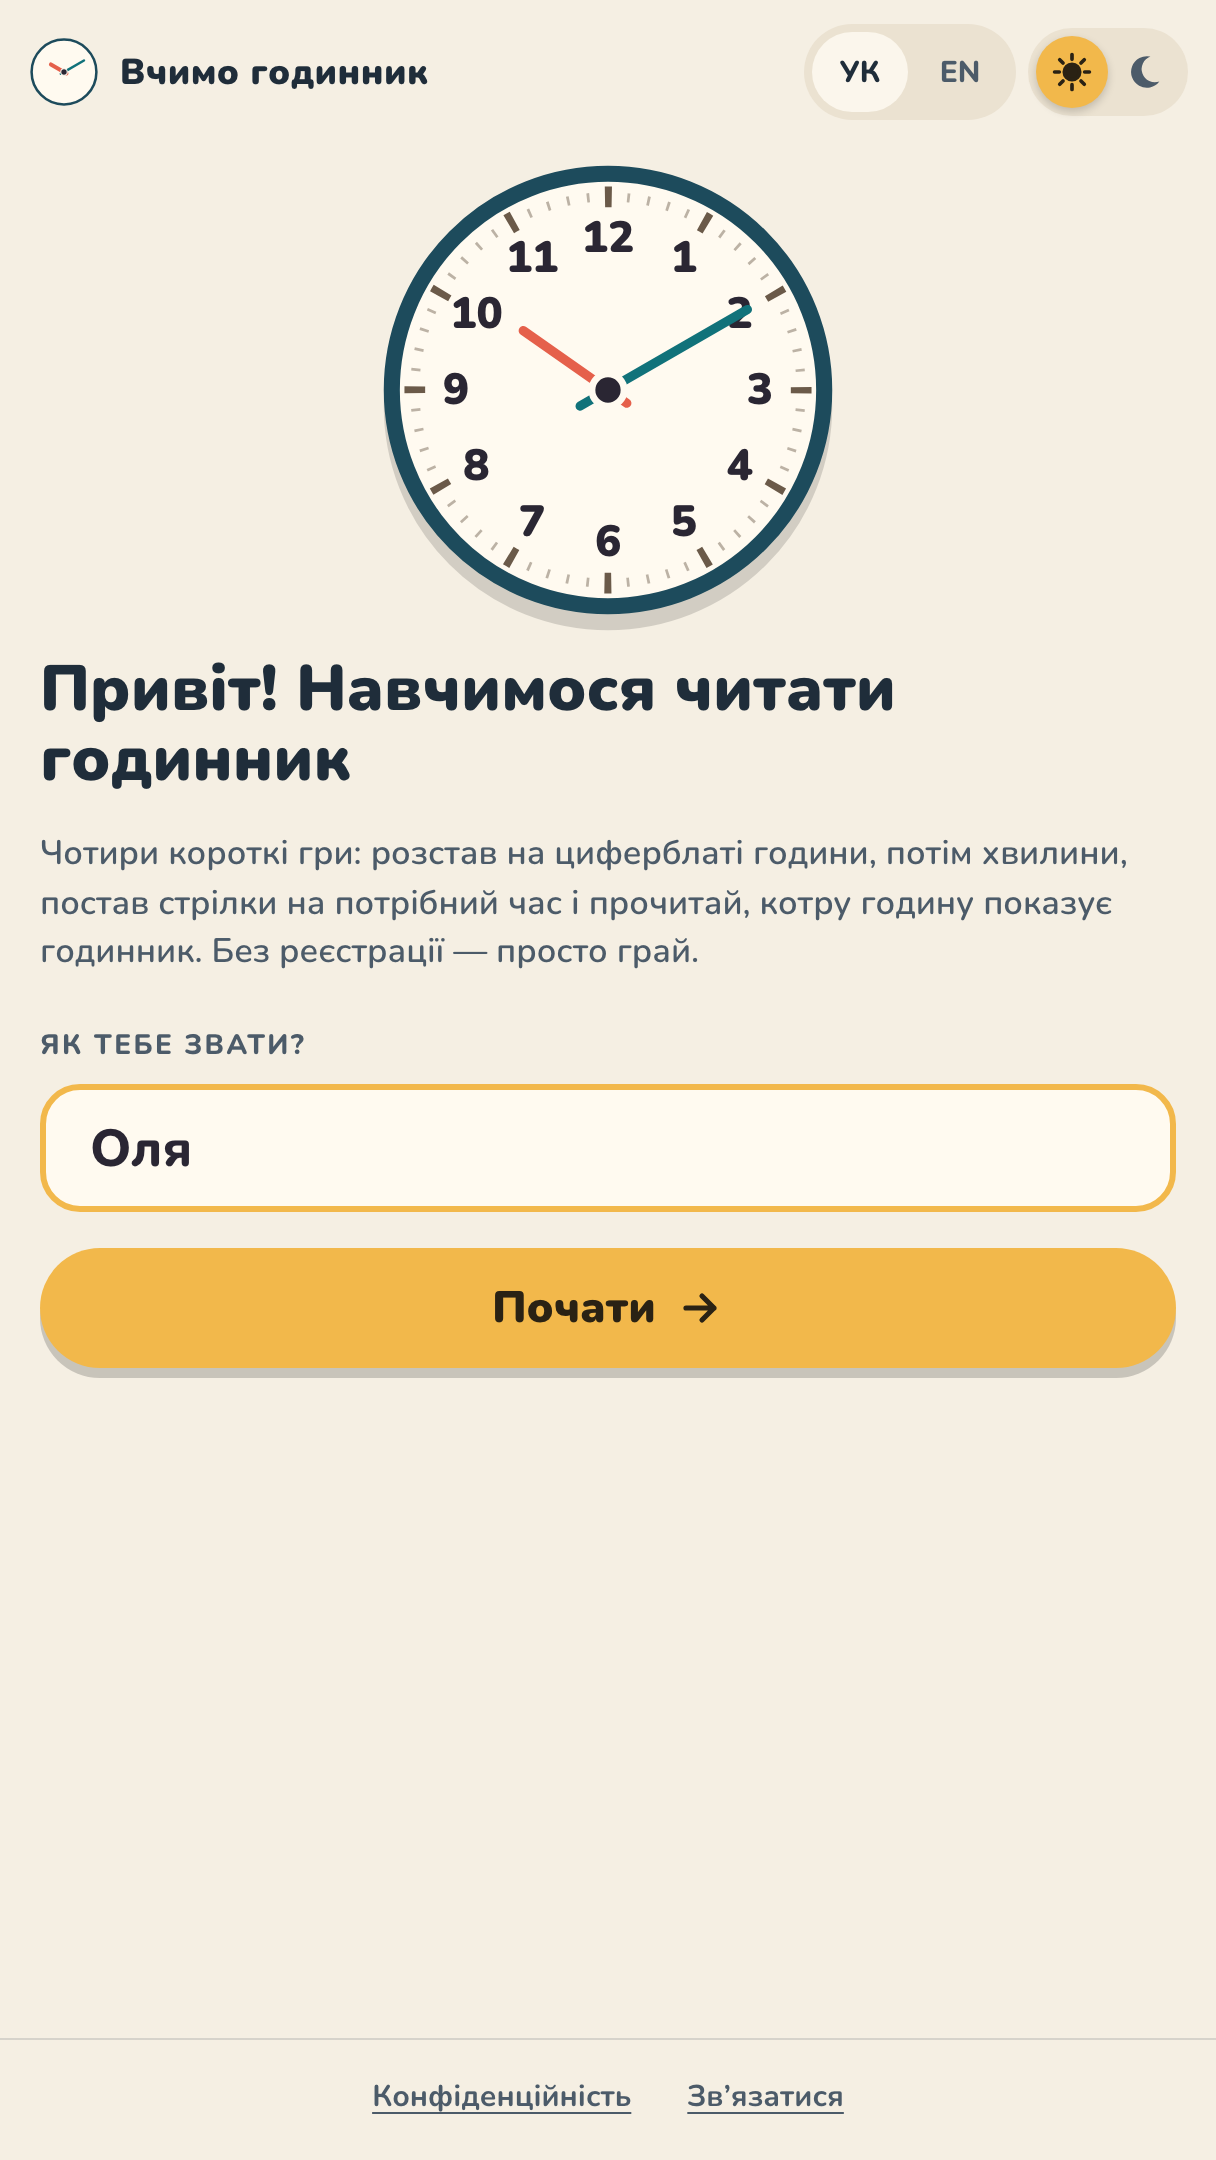 Вчимо годинник
УК EN
12
11 1
10 2
9 3
8 4
7 5
6
Привіт! Навчимося читати
годинник
Чотири короткі гри: розстав на циферблаті години, потім хвилини,
постав стрілки на потрібний час і прочитай, котру годину показує
годинник. Без реєстрації — просто грай.
ЯК ТЕБЕ ЗВАТИ?
Оля
Почати →
Конфіденційність Зв’язатися